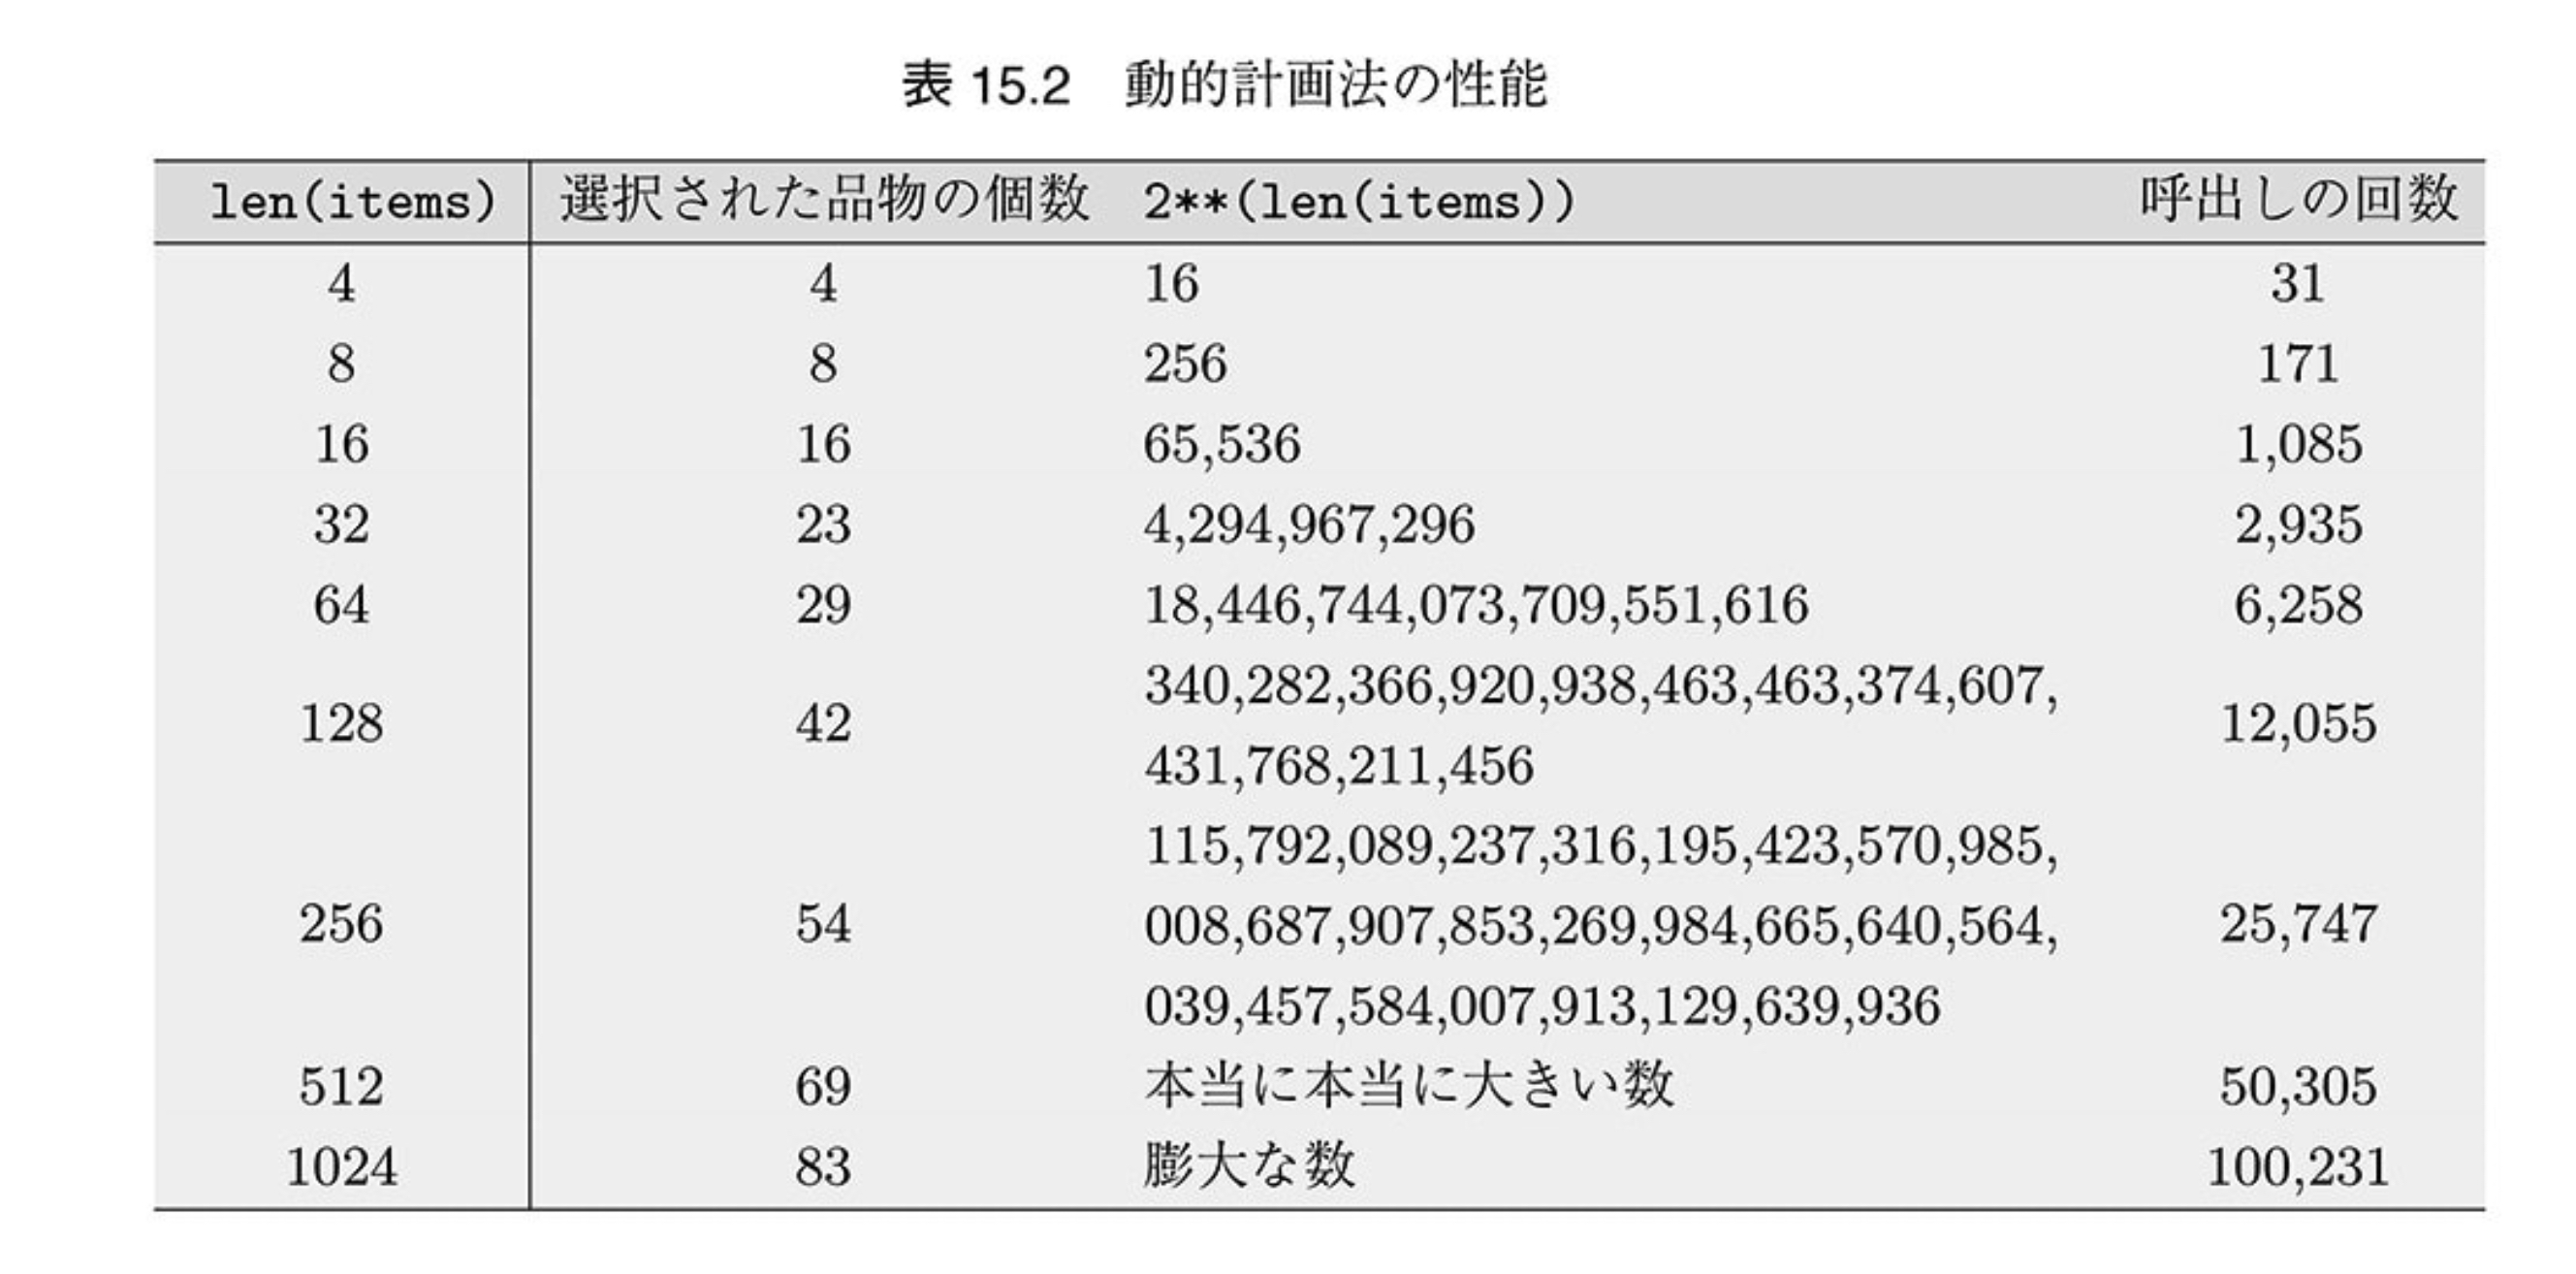 表 15.2 動的計画法の性能
len(items) 選択された品物の個数 2**(len(items)) 呼出しの回数
4 4 16 31
8 8 256 171
16 16 65,536 1,085
32 23 4,294,967,296 2,935
64 29 18,446,744,073,709,551,616 6,258
128 42 340,282,366,920,938,463,463,374,607, 12,055
431,768,211,456
115,792,089,237,316,195,423,570,985,
256 54 008,687,907,853,269,984,665,640,564, 25,747
039,457,584,007,913,129,639,936
512 69 本当に本当に大きい数 50,305
1024 83 膨大な数 100,231